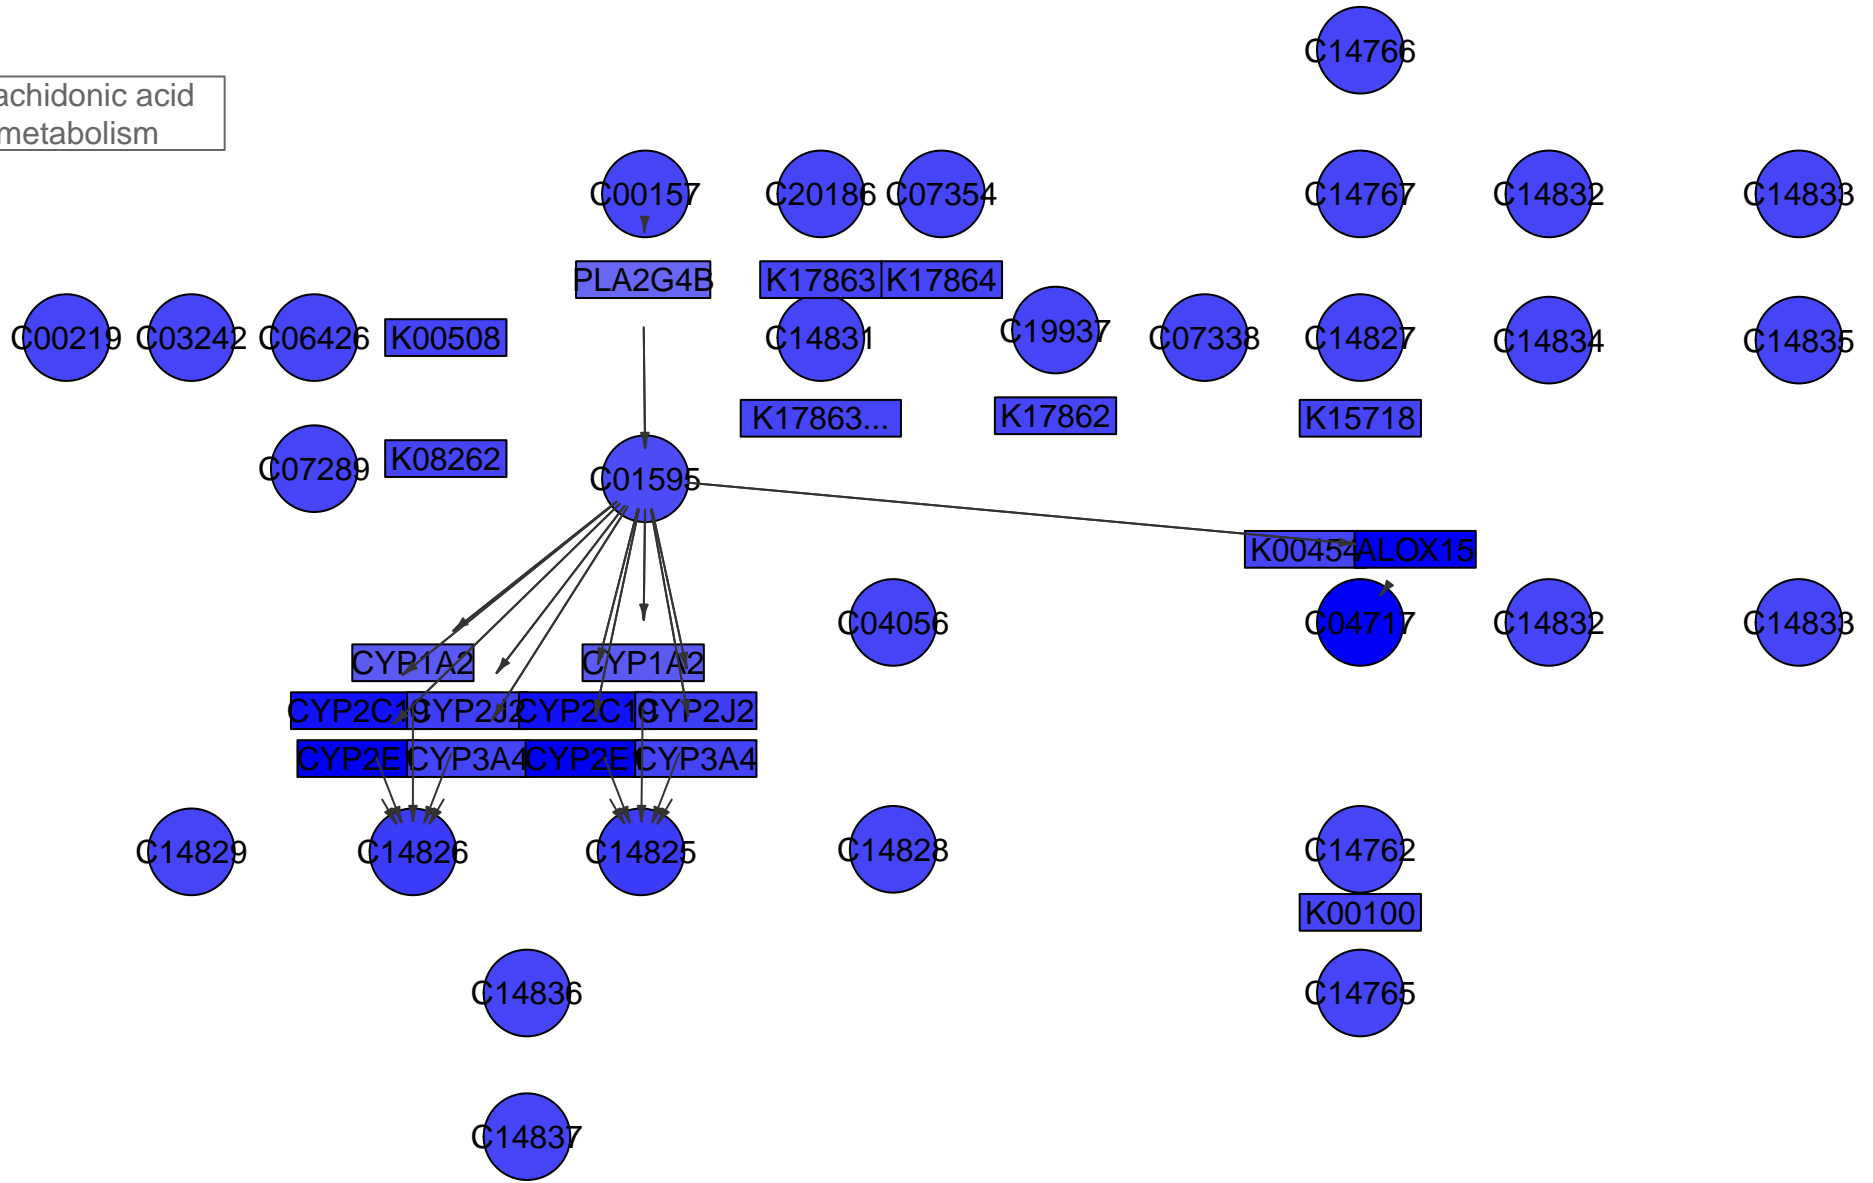 C14766
achidonic acid
metabolism
C00157
C20186
C07354
C14767
C14832
C14833
PLA2G4B
K17863
K17864
C00219
C03242
C06426
K00508
C14831
C19937
C07338
C14827
C14834
C14835
K17863...
K17862
K15718
C07289
K08262
C01595
K00454
ALOX15
C04056
C04717
C14832
C14833
CYP1A2
CYP1A2
CYP2C19
CYP2J2
CYP2C19
CYP2J2
CYP2E1
CYP3A4
CYP2E1
CYP3A4
C14829
C14826
C14825
C14828
C14762
K00100
C14836
C14765
C14837